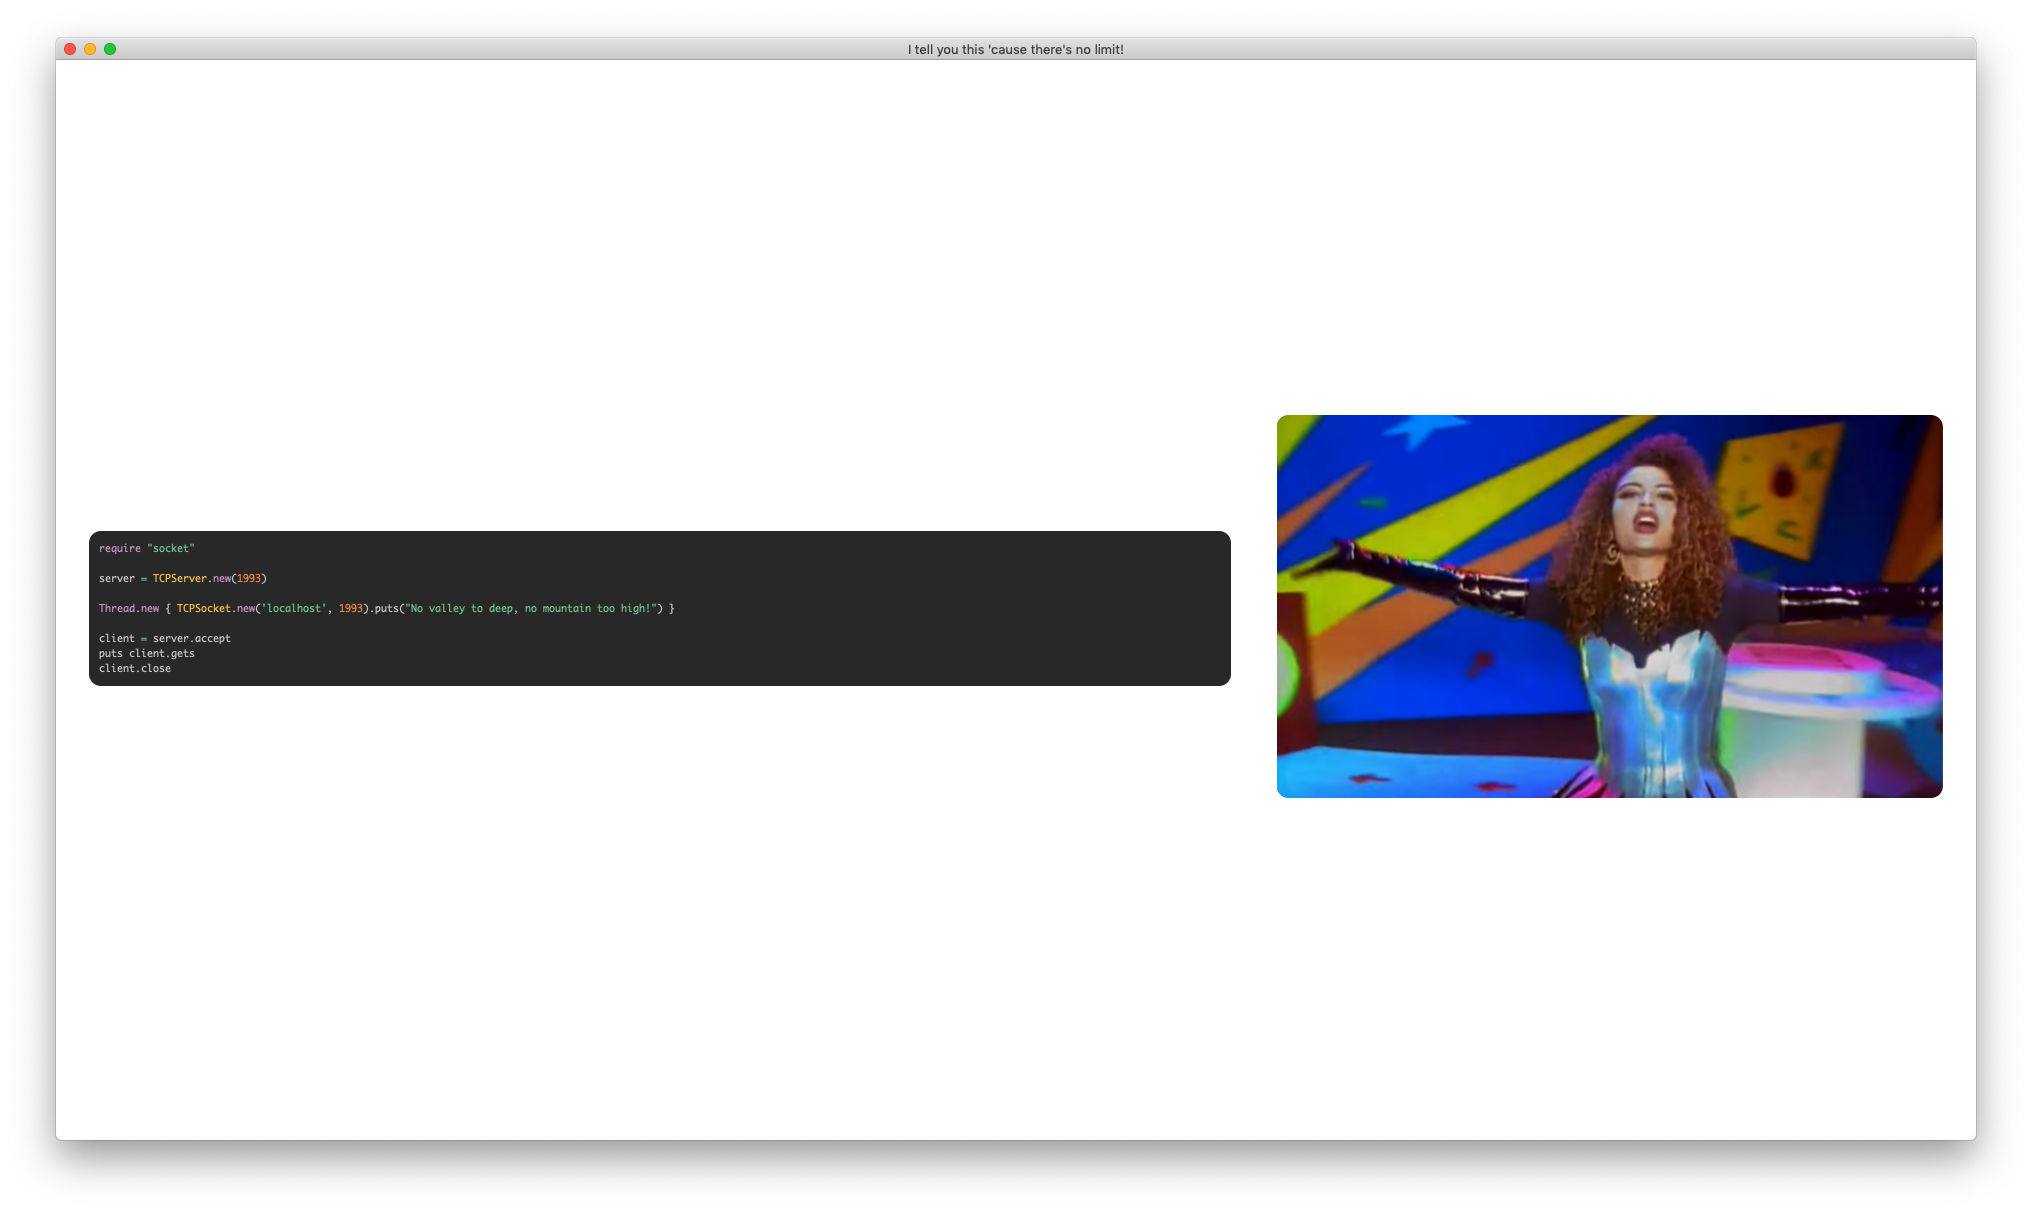 I tell you this 'cause there's no limit!
require "socket"
server = TCPServer.new(1993)
Thread.new { TCPSocket.new('localhost', 1993).puts("No valley to deep, no mountain too high!") }
client = server.accept
puts client.gets
client.close